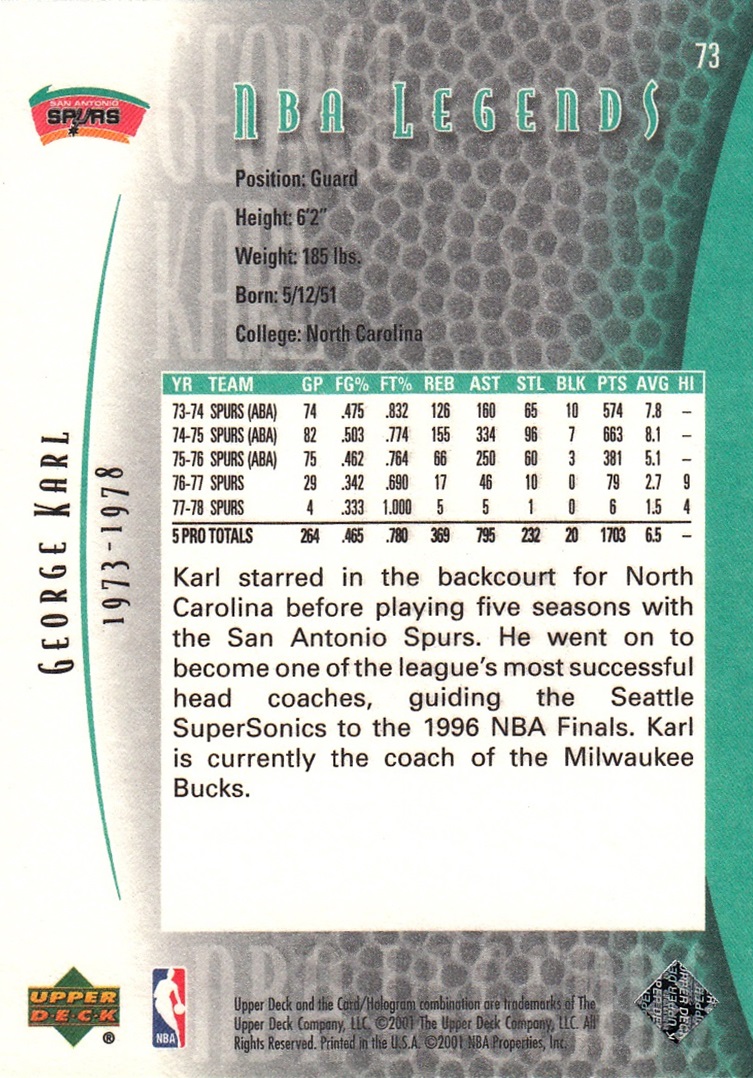 73
SAN ANTONIO
SPURS
NBA LEGENDS
GEORGE
KARL
Position: Guard
Height: 6'2"
Weight: 185 lbs.
Born: 5/12/51
College: North Carolina
YR TEAM GP FG% FT% REB AST STL BLK PTS AVG HI
73-74 SPURS (ABA) 74 .475 .832 126 160 65 10 574 7.8 –
74-75 SPURS (ABA) 82 .503 .774 155 334 96 7 663 8.1 –
75-76 SPURS (ABA) 75 .462 .764 66 250 60 3 381 5.1 –
76-77 SPURS 29 .342 .690 17 46 10 0 79 2.7 9
77-78 SPURS 4 .333 1.000 5 5 1 0 6 1.5 4
5 PRO TOTALS 264 .465 .780 369 795 232 20 1703 6.5 –
GEORGE KARL
1973-1978
Karl starred in the backcourt for North
Carolina before playing five seasons with
the San Antonio Spurs. He went on to
become one of the league's most successful
head coaches, guiding the Seattle
SuperSonics to the 1996 NBA Finals. Karl
is currently the coach of the Milwaukee
Bucks.
NBA LEGENDS
UPPER
DECK
®
NBA
Upper Deck and the Card/Hologram combination are trademarks of The
Upper Deck Company, LLC. ©2001 The Upper Deck Company, LLC. All
Rights Reserved. Printed in the U.S.A. ©2001 NBA Properties, Inc.
UPPER DECK